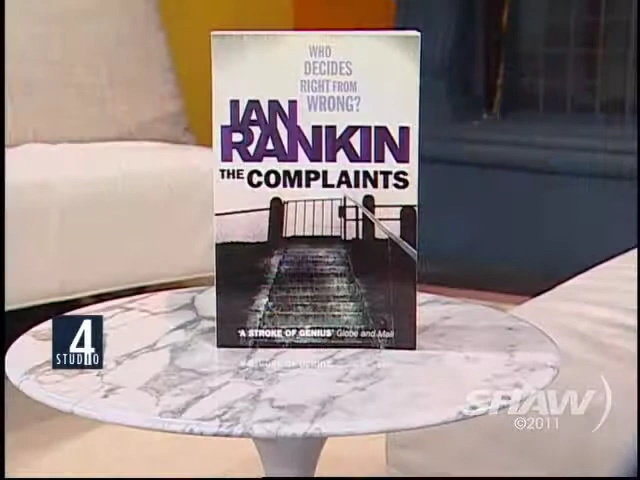 WHO
DECIDES
RIGHT FROM
WRONG?
IAN
RANKIN
THE COMPLAINTS
'A STROKE OF GENIUS' Globe and Mail
4
STUDIO
SHAW)
©2011